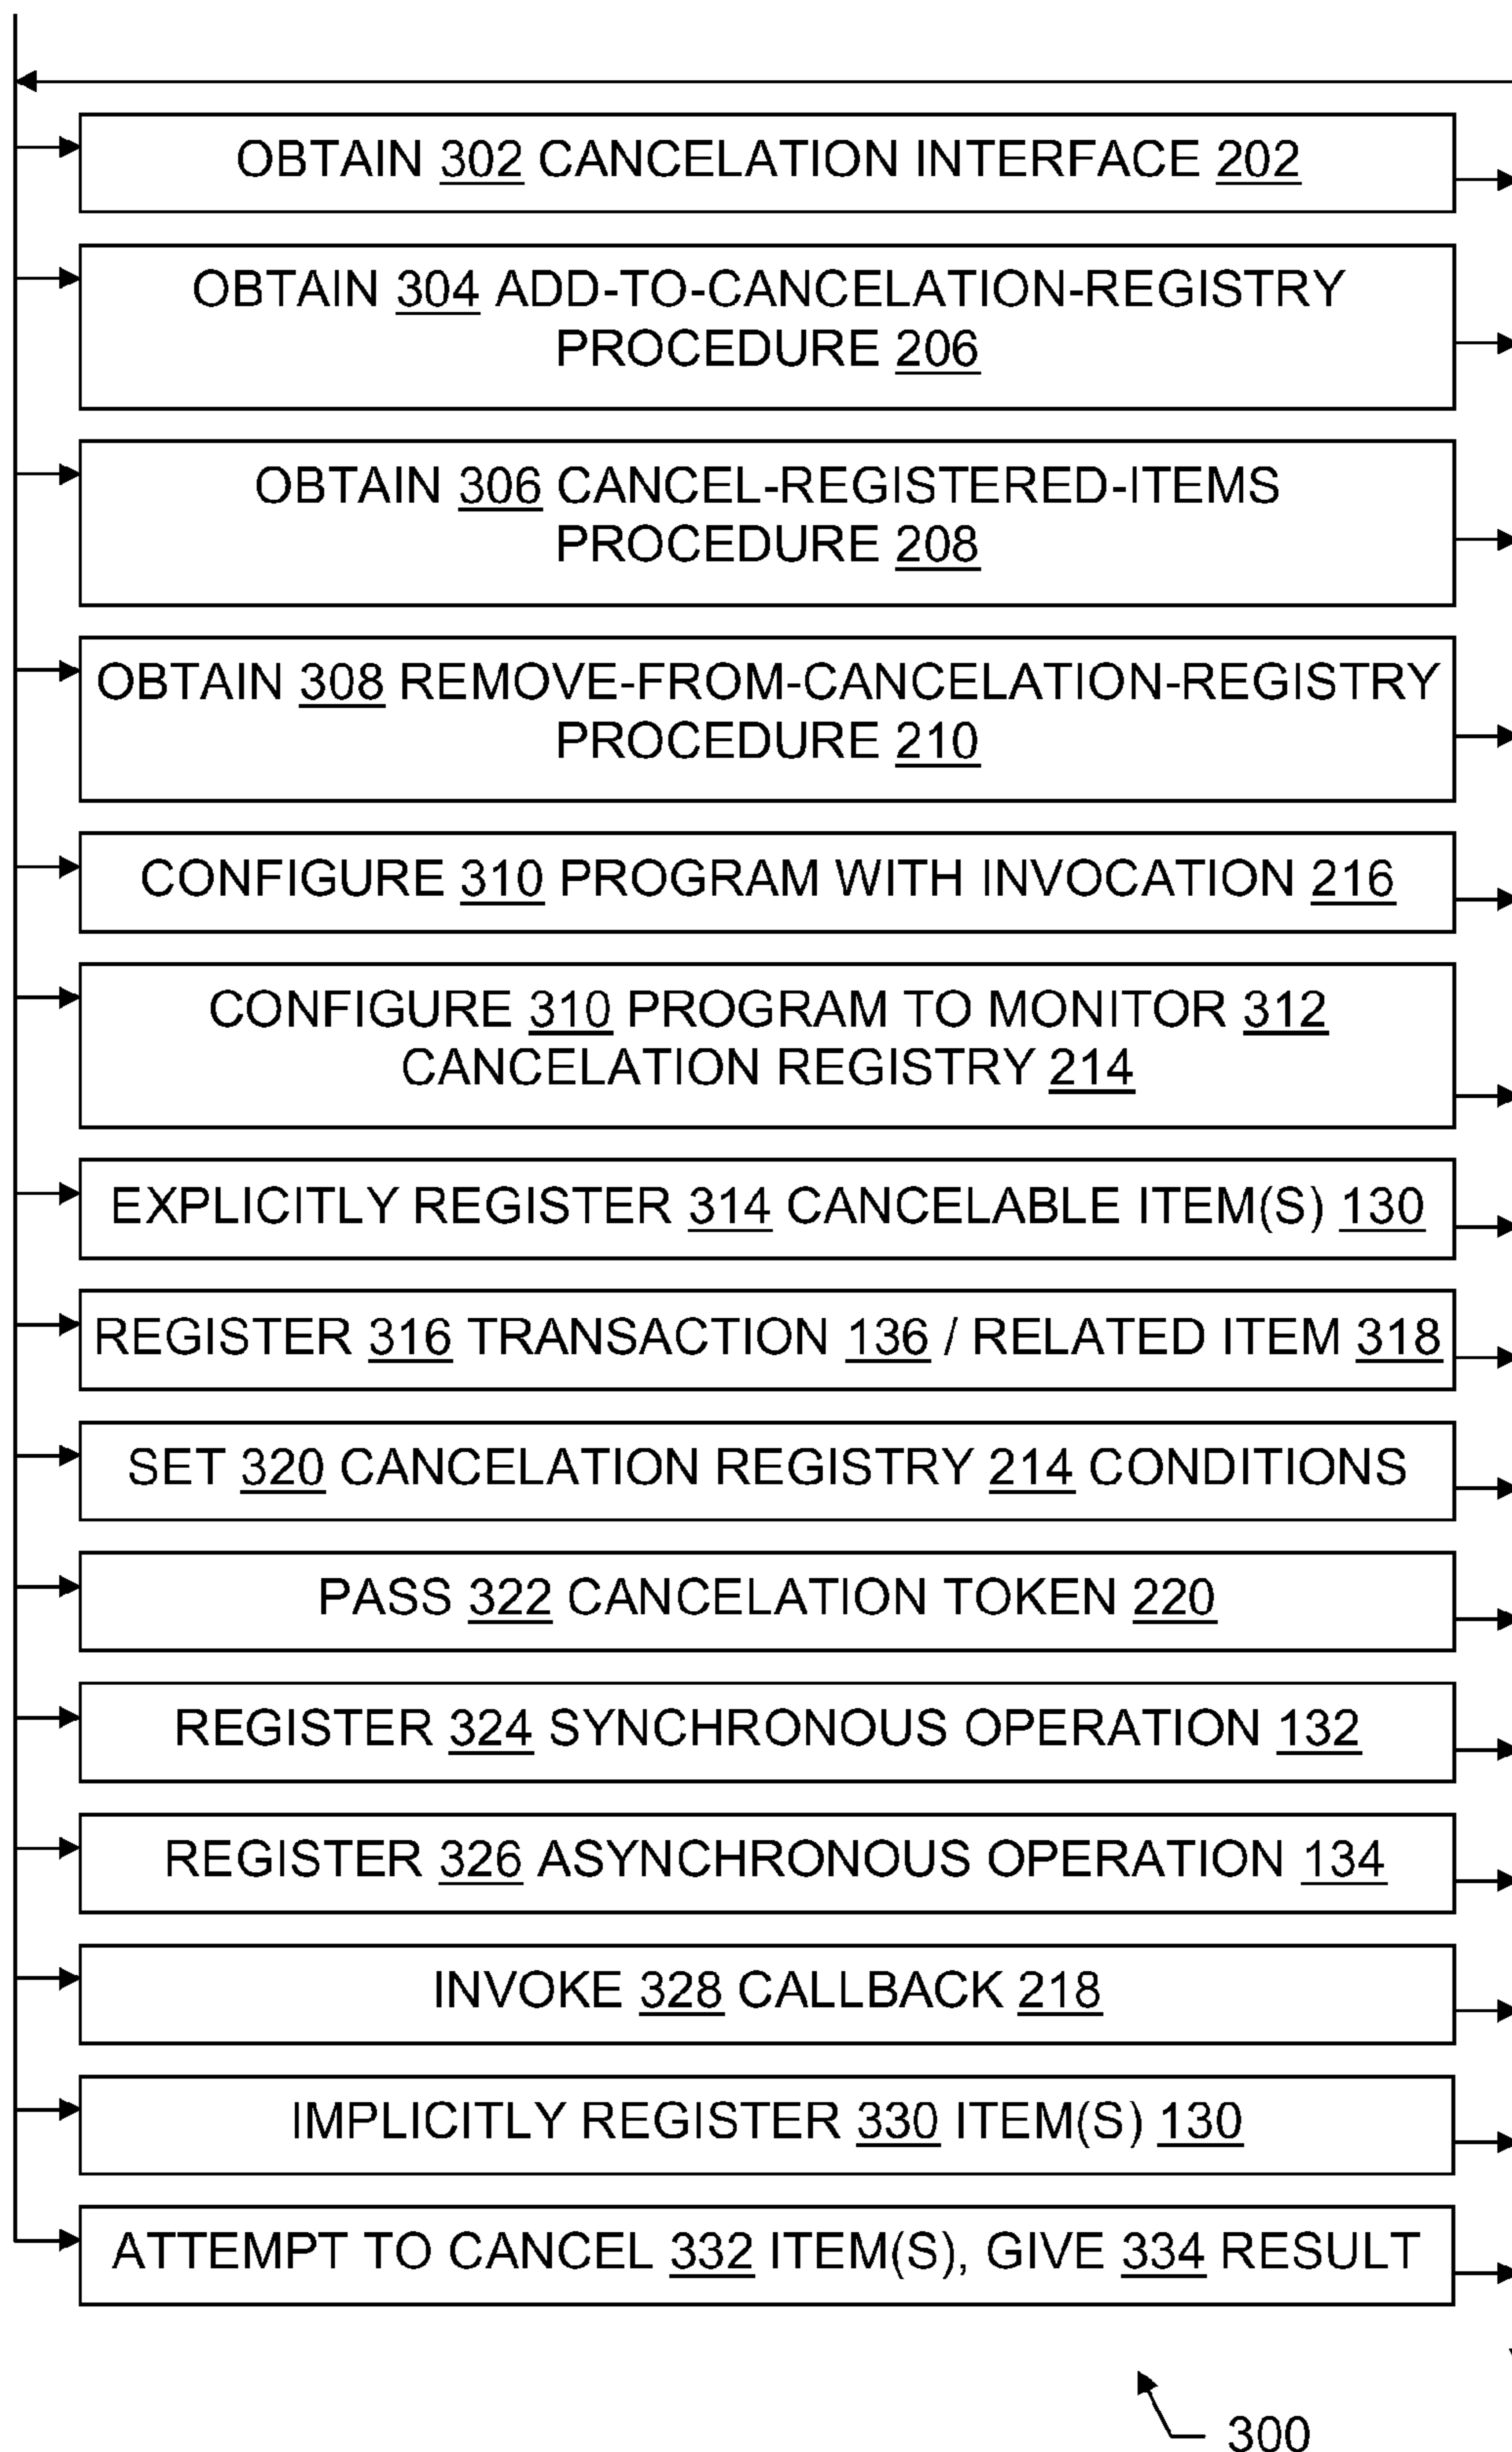 OBTAIN 302 CANCELATION INTERFACE 202
OBTAIN 304 ADD-TO-CANCELATION-REGISTRY
PROCEDURE 206
OBTAIN 306 CANCEL-REGISTERED-ITEMS
PROCEDURE 208
OBTAIN 308 REMOVE-FROM-CANCELATION-REGISTRY
PROCEDURE 210
CONFIGURE 310 PROGRAM WITH INVOCATION 216
CONFIGURE 310 PROGRAM TO MONITOR 312
CANCELATION REGISTRY 214
EXPLICITLY REGISTER 314 CANCELABLE ITEM(S) 130
REGISTER 316 TRANSACTION 136 / RELATED ITEM 318
SET 320 CANCELATION REGISTRY 214 CONDITIONS
PASS 322 CANCELATION TOKEN 220
REGISTER 324 SYNCHRONOUS OPERATION 132
REGISTER 326 ASYNCHRONOUS OPERATION 134
INVOKE 328 CALLBACK 218
IMPLICITLY REGISTER 330 ITEM(S) 130
ATTEMPT TO CANCEL 332 ITEM(S), GIVE 334 RESULT
300